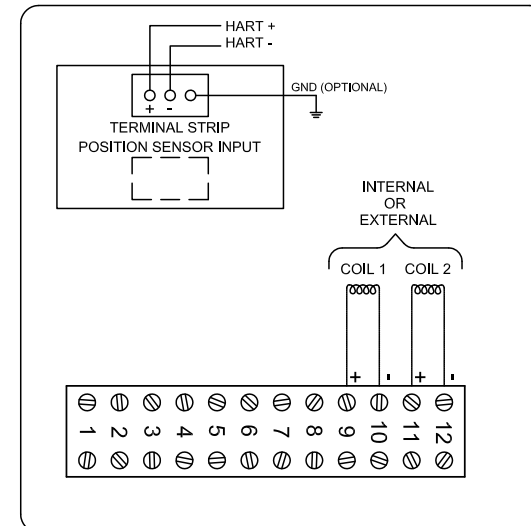 HART +
HART -
GND (OPTIONAL)
+ -
TERMINAL STRIP
POSITION SENSOR INPUT
INTERNAL
OR
EXTERNAL
COIL 1 COIL 2
+ - + -
1 2 3 4 5 6 7 8 9 10 11 12